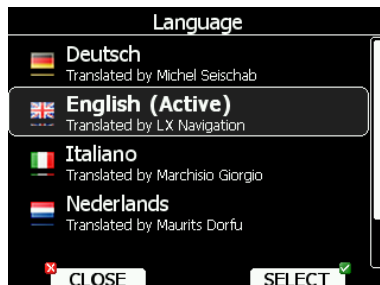 Language
Deutsch
Translated by Michel Seischab
English (Active)
Translated by LX Navigation
Italiano
Translated by Marchisio Giorgio
Nederlands
Translated by Maurits Dorfu
CLOSE
SELECT